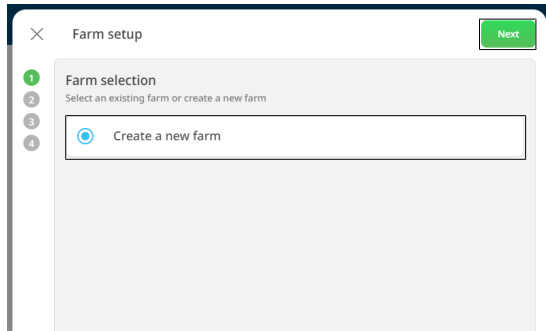 Farm setup
Next
1
Farm selection
2
Select an existing farm or create a new farm
3
Create a new farm
4